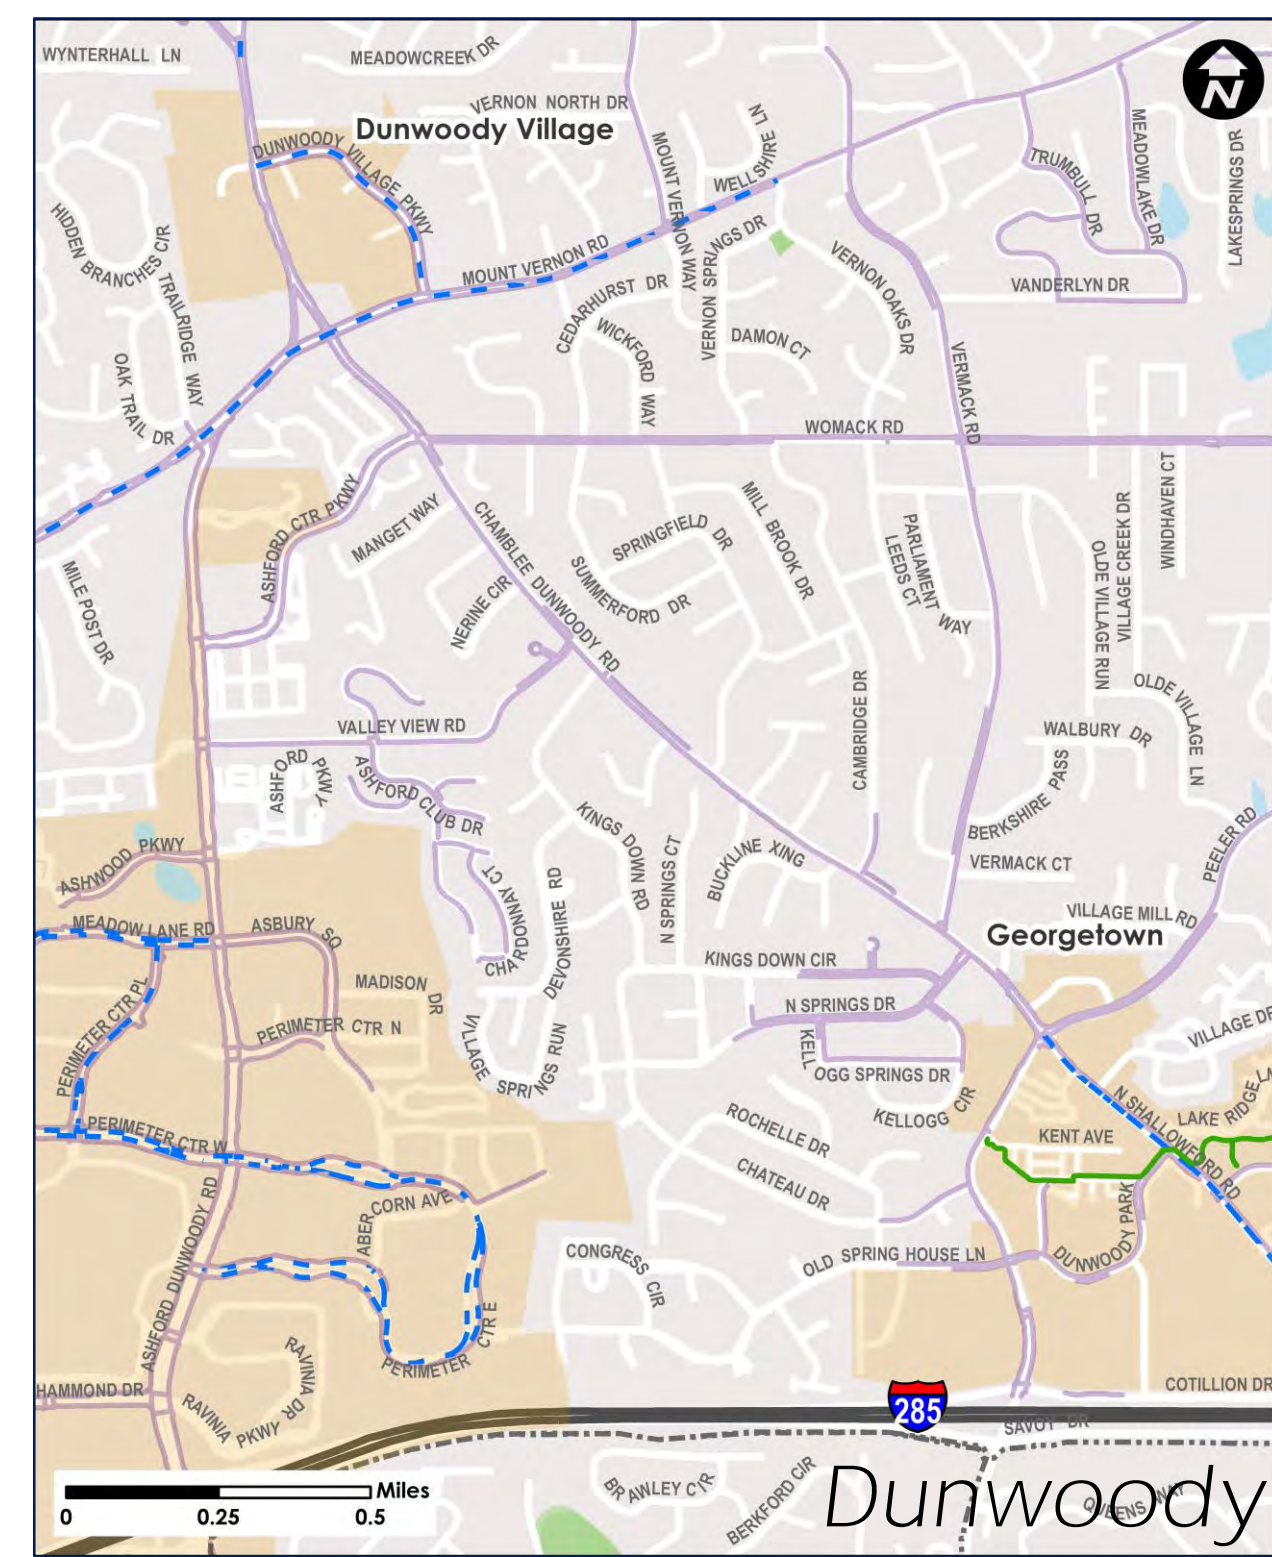 WYNTERHALL LN
MEADOWCREEK DR
N
VERNON NORTH DR
Dunwoody Village
DUNWOODY VILLAGE PKWY
MOUNT VERNON WAY
WELLSHIRE LN
TRUMBULL DR
MEADOWLAKE DR
LAKESPRINGS DR
HIDDEN BRANCHES CIR
MOUNT VERNON RD
VERNON SPRINGS DR
VERNON OAKS DR
VANDERLYN DR
TRAILRIDGE WAY
CEDARHURST DR
WICKFORD WAY
DAMON CT
OAK TRAIL DR
VERMACK RD
WOMACK RD
ASHFORD CTR PKWY
MANGET WAY
CHAMBLEE DUNWOODY RD
SPRINGFIELD DR
MILL BROOK DR
PARLIAMENT WAY
LEEDS CT
OLDE VILLAGE RUN
VILLAGE CREEK DR
WINDHAVEN CT
MILE POST DR
NERINE CIR
SUMMERFORD DR
OLDE VILLAGE LN
VALLEY VIEW RD
CAMBRIDGE DR
WALBURY DR
ASHFORD PKWY
ASHFORD CLUB DR
BERKSHIRE PASS
KINGS DOWN RD
N SPRINGS CT
BUCKLINE XING
VERMACK CT
PEELER RD
ASHWOOD PKWY
CHARDONNAY CT
DEVONSHIRE RD
VILLAGE MILL RD
MEADOW LANE RD
ASBURY SQ
Georgetown
KINGS DOWN CIR
MADISON DR
N SPRINGS DR
PERIMETER CTR PL
PERIMETER CTR N
VILLAGE SPRINGS RUN
KELLOGG SPRINGS DR
VILLAGE DR
N SHALLOWFORD RD
LAKE RIDGE LN
KELLOGG CIR
ROCHELLE DR
KENT AVE
PERIMETER CTR W
CHATEAU DR
ABERCORN AVE
DUNWOODY PARK
CONGRESS CIR
OLD SPRING HOUSE LN
ASHFORD DUNWOODY RD
PERIMETER CTR E
RAVINIA DR
HAMMOND DR
COTILLION DR
RAVINIA PKWY
285
SAVOY DR
BRAWLEY CIR
BERKFORD CIR
QUEENS WAY
Dunwoody
Miles
0 0.25 0.5